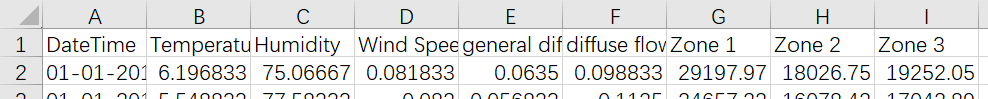 A B C D E F G H I
1 DateTime Temperatu Humidity Wind Spee general dif diffuse flov Zone 1 Zone 2 Zone 3
2 01-01-201 6.196833 75.06667 0.081833 0.0635 0.098833 29197.97 18026.75 19252.05